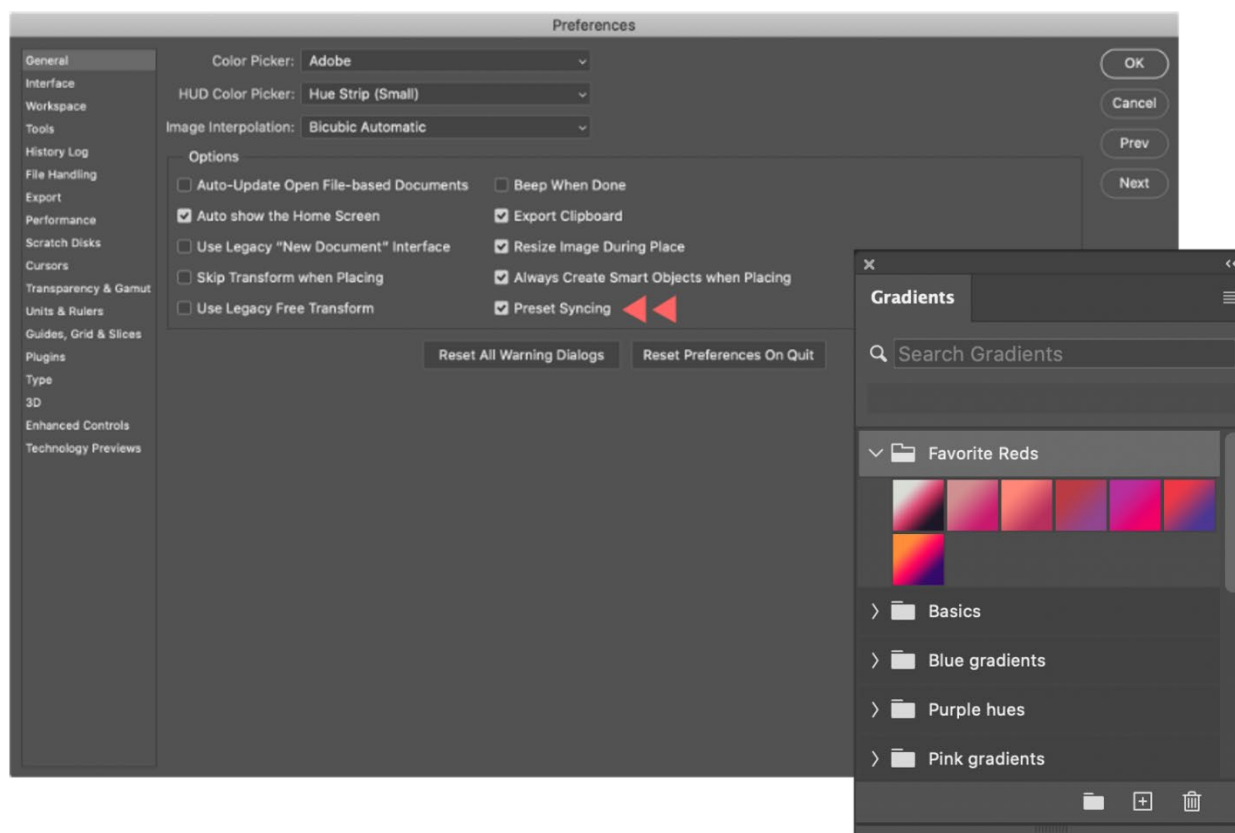 Preferences
General
Interface
Workspace
Tools
History Log
File Handling
Export
Performance
Scratch Disks
Cursors
Transparency & Gamut
Units & Rulers
Guides, Grid & Slices
Plugins
Type
3D
Enhanced Controls
Technology Previews
Color Picker: Adobe
HUD Color Picker: Hue Strip (Small)
Image Interpolation: Bicubic Automatic
Options
Auto-Update Open File-based Documents
Auto show the Home Screen
Use Legacy "New Document" Interface
Skip Transform when Placing
Use Legacy Free Transform
Beep When Done
Export Clipboard
Resize Image During Place
Always Create Smart Objects when Placing
Preset Syncing
Reset All Warning Dialogs
Reset Preferences On Quit
OK
Cancel
Prev
Next
Gradients
Search Gradients
Favorite Reds
Basics
Blue gradients
Purple hues
Pink gradients